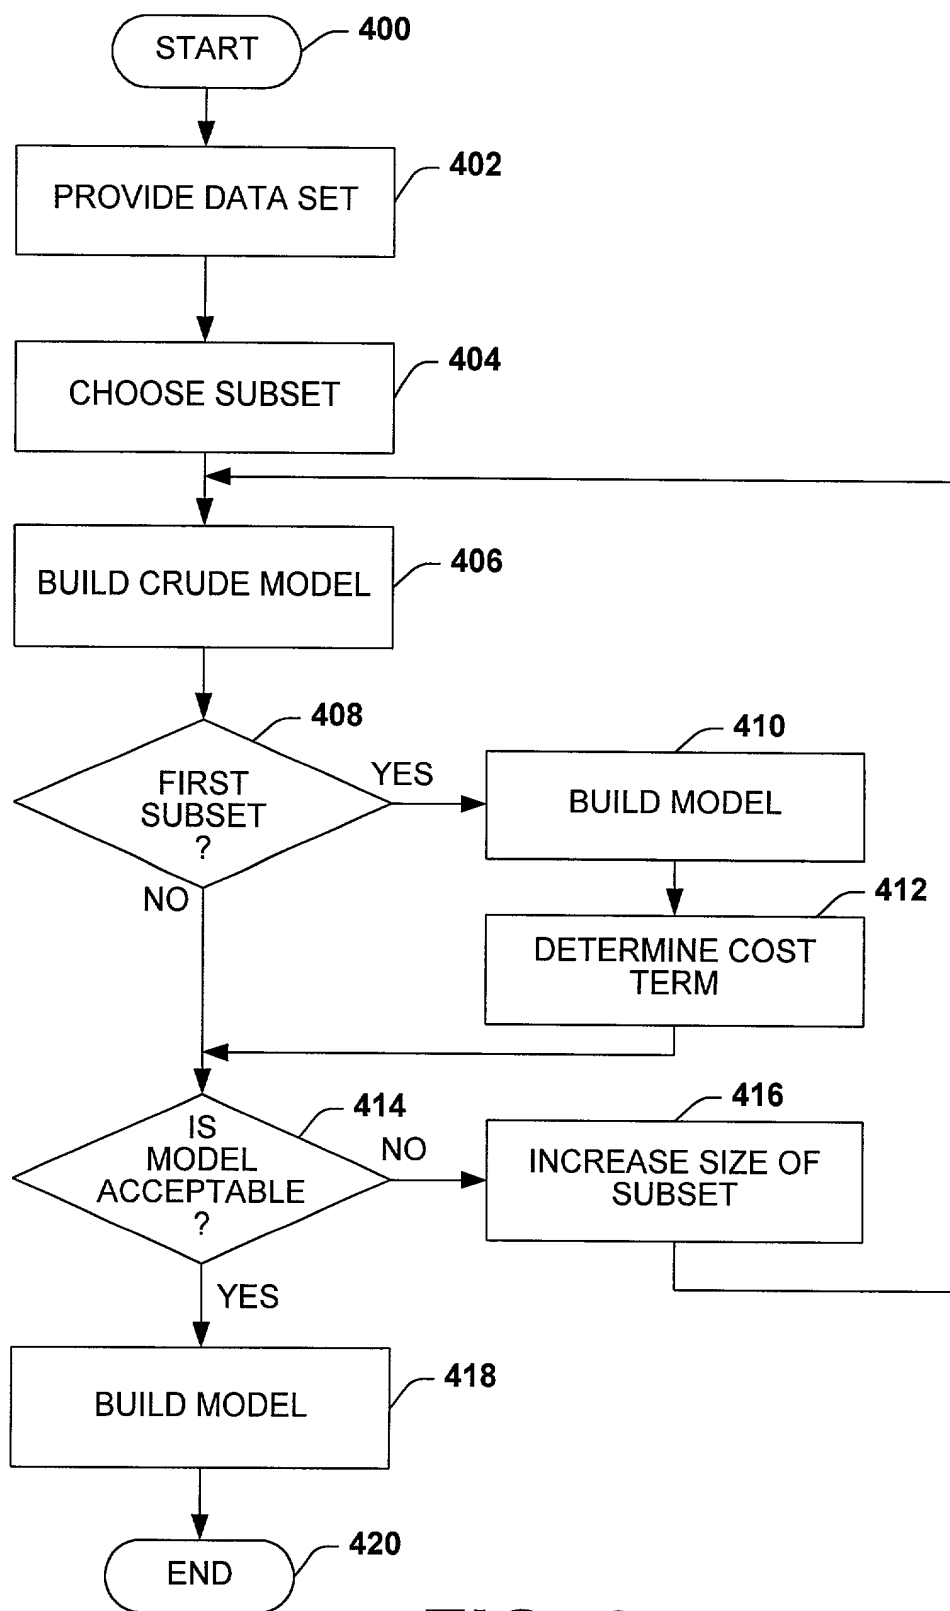 START
400
PROVIDE DATA SET
402
CHOOSE SUBSET
404
BUILD CRUDE MODEL
406
FIRST
SUBSET
?
408
YES
NO
BUILD MODEL
410
DETERMINE COST
TERM
412
IS
MODEL
ACCEPTABLE
?
414
NO
YES
INCREASE SIZE OF
SUBSET
416
BUILD MODEL
418
END
420